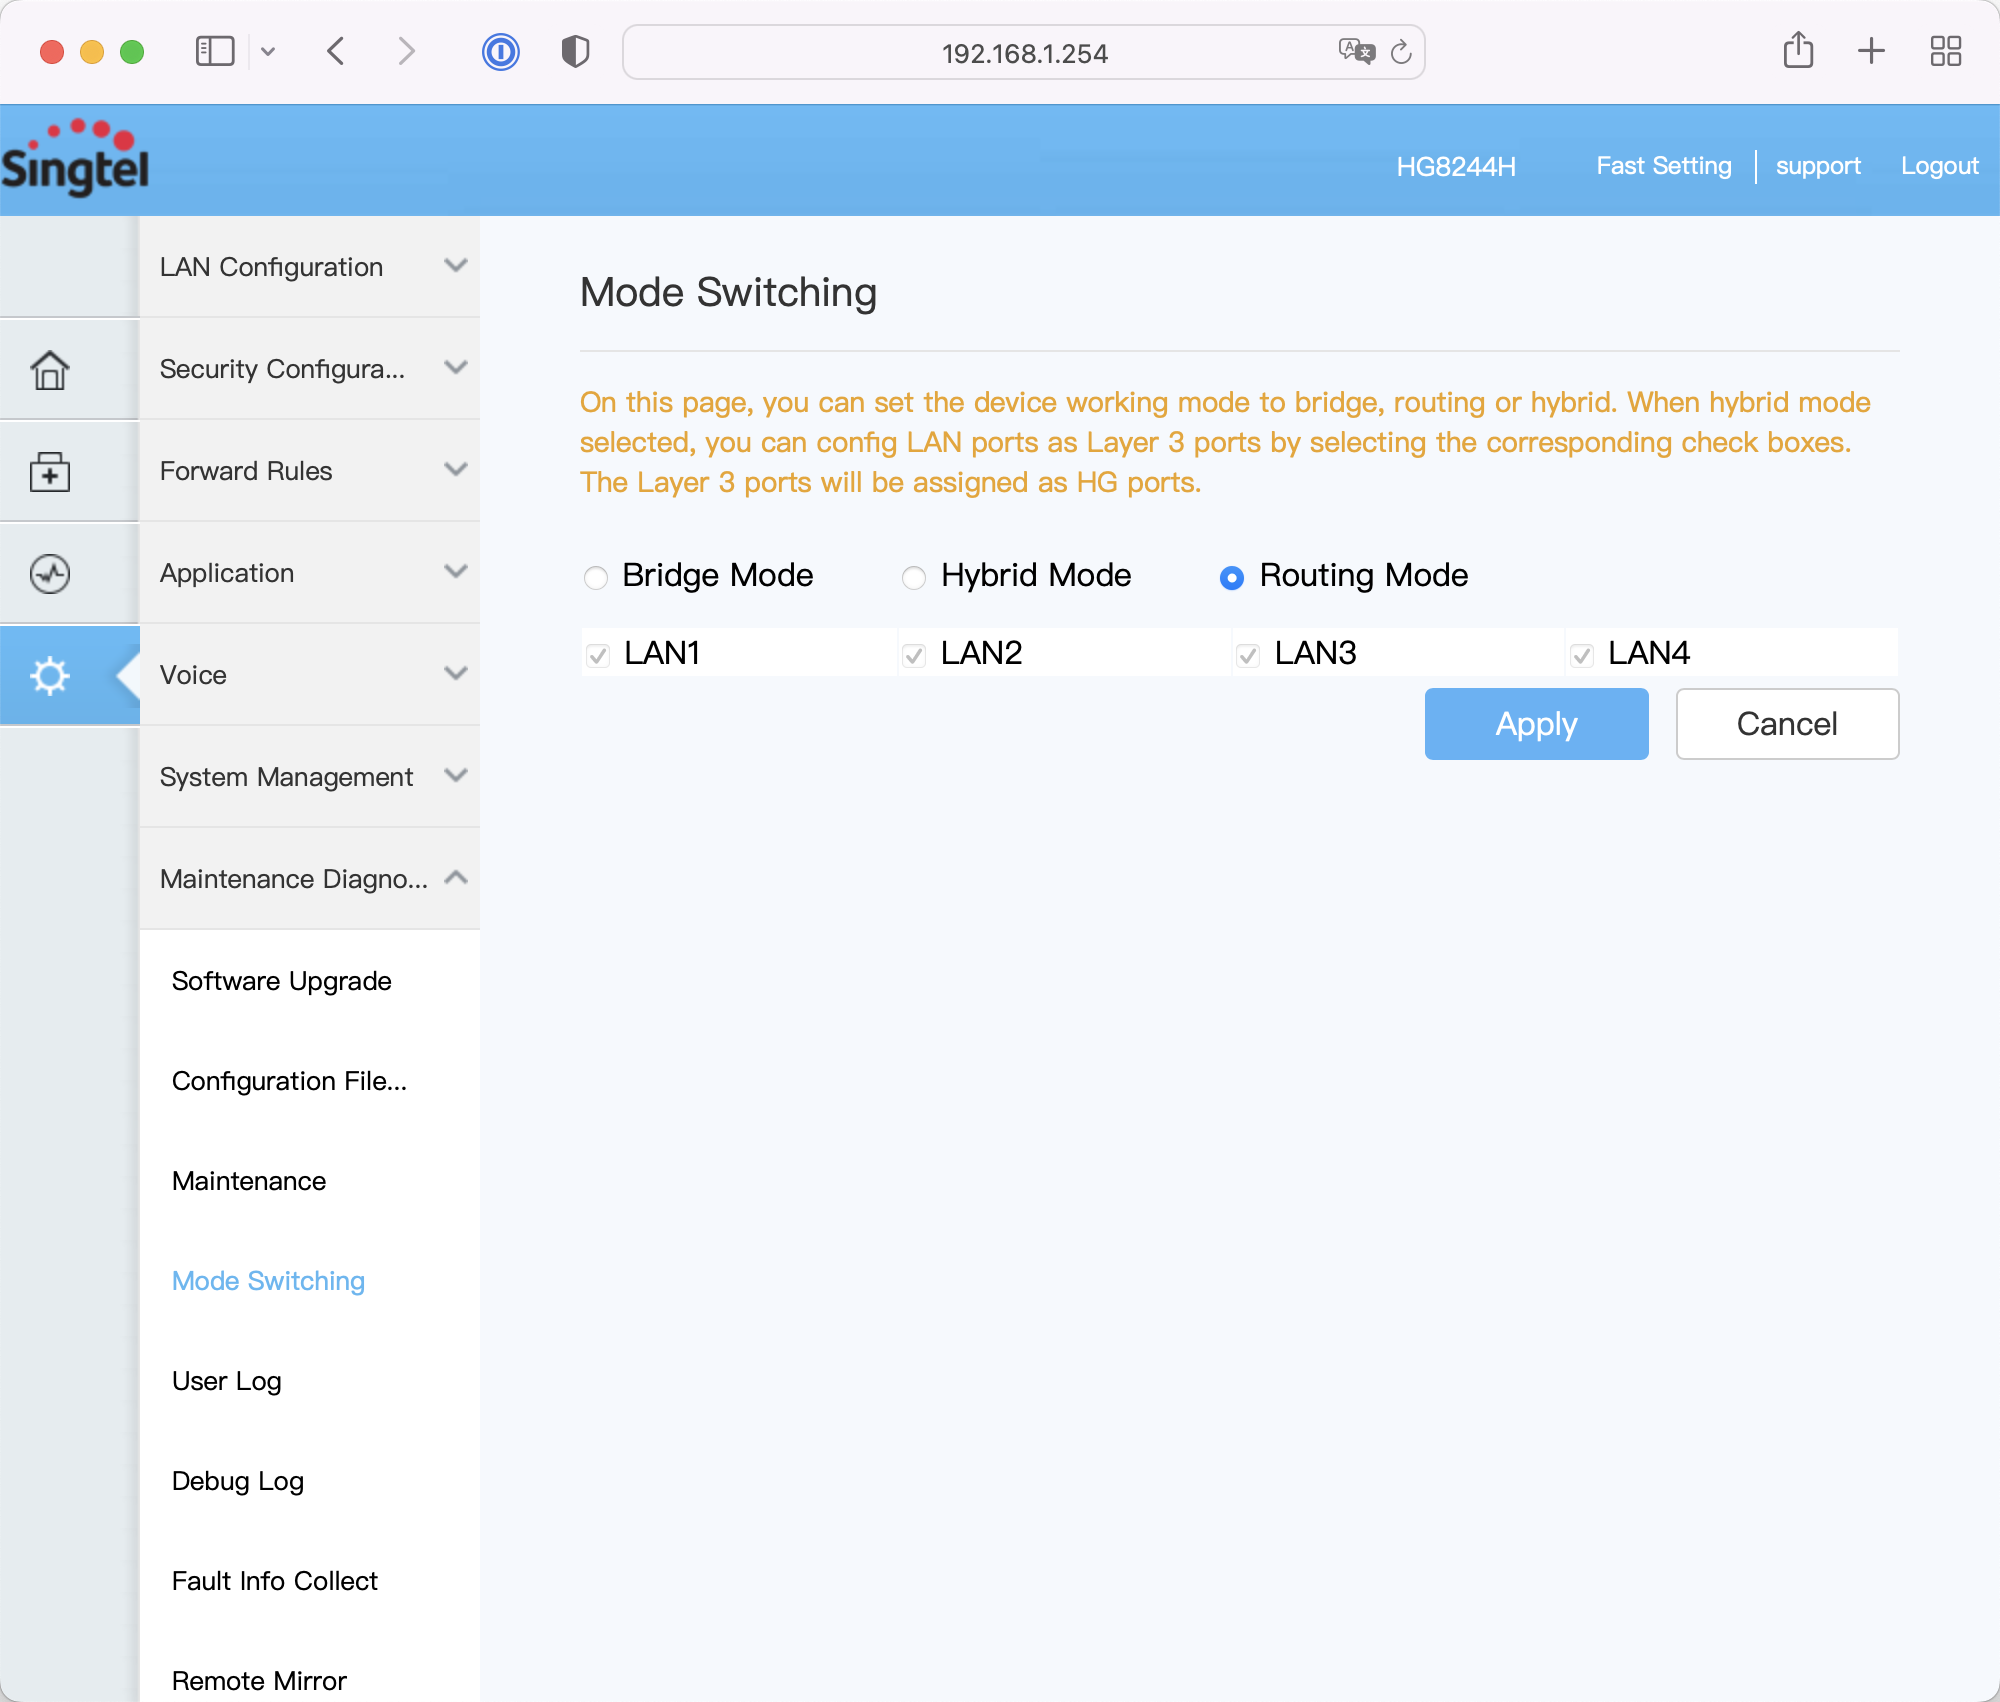 192.168.1.254
Singtel
HG8244H
Fast Setting
support
Logout
LAN Configuration
Security Configura...
Forward Rules
Application
Voice
System Management
Maintenance Diagno...
Software Upgrade
Configuration File...
Maintenance
Mode Switching
User Log
Debug Log
Fault Info Collect
Remote Mirror
Mode Switching
On this page, you can set the device working mode to bridge, routing or hybrid. When hybrid mode
selected, you can config LAN ports as Layer 3 ports by selecting the corresponding check boxes.
The Layer 3 ports will be assigned as HG ports.
Bridge Mode
Hybrid Mode
Routing Mode
LAN1
LAN2
LAN3
LAN4
Apply
Cancel